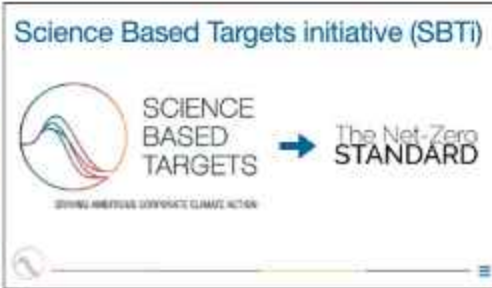 Science Based Targets initiative (SBTi)
SCIENCE
BASED
TARGETS
The Net-Zero
STANDARD
DRIVING AMBITIOUS CORPORATE CLIMATE ACTION